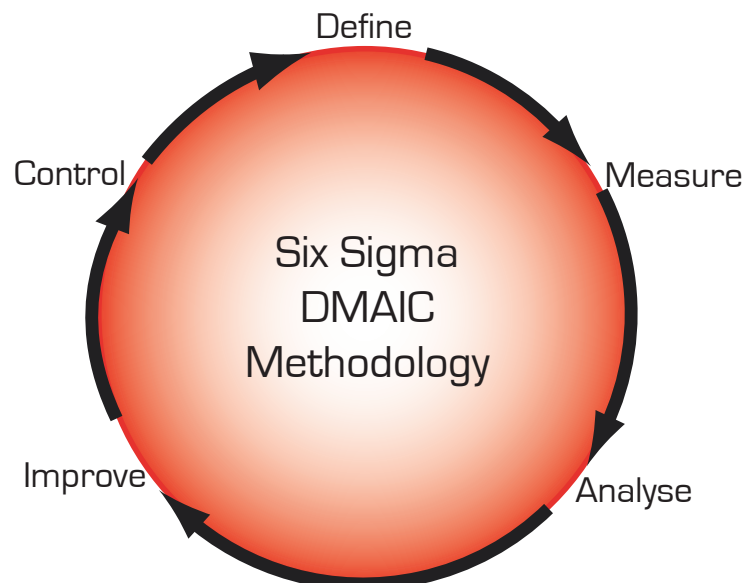 Define
Measure
Analyse
Improve
Control
Six Sigma
DMAIC
Methodology